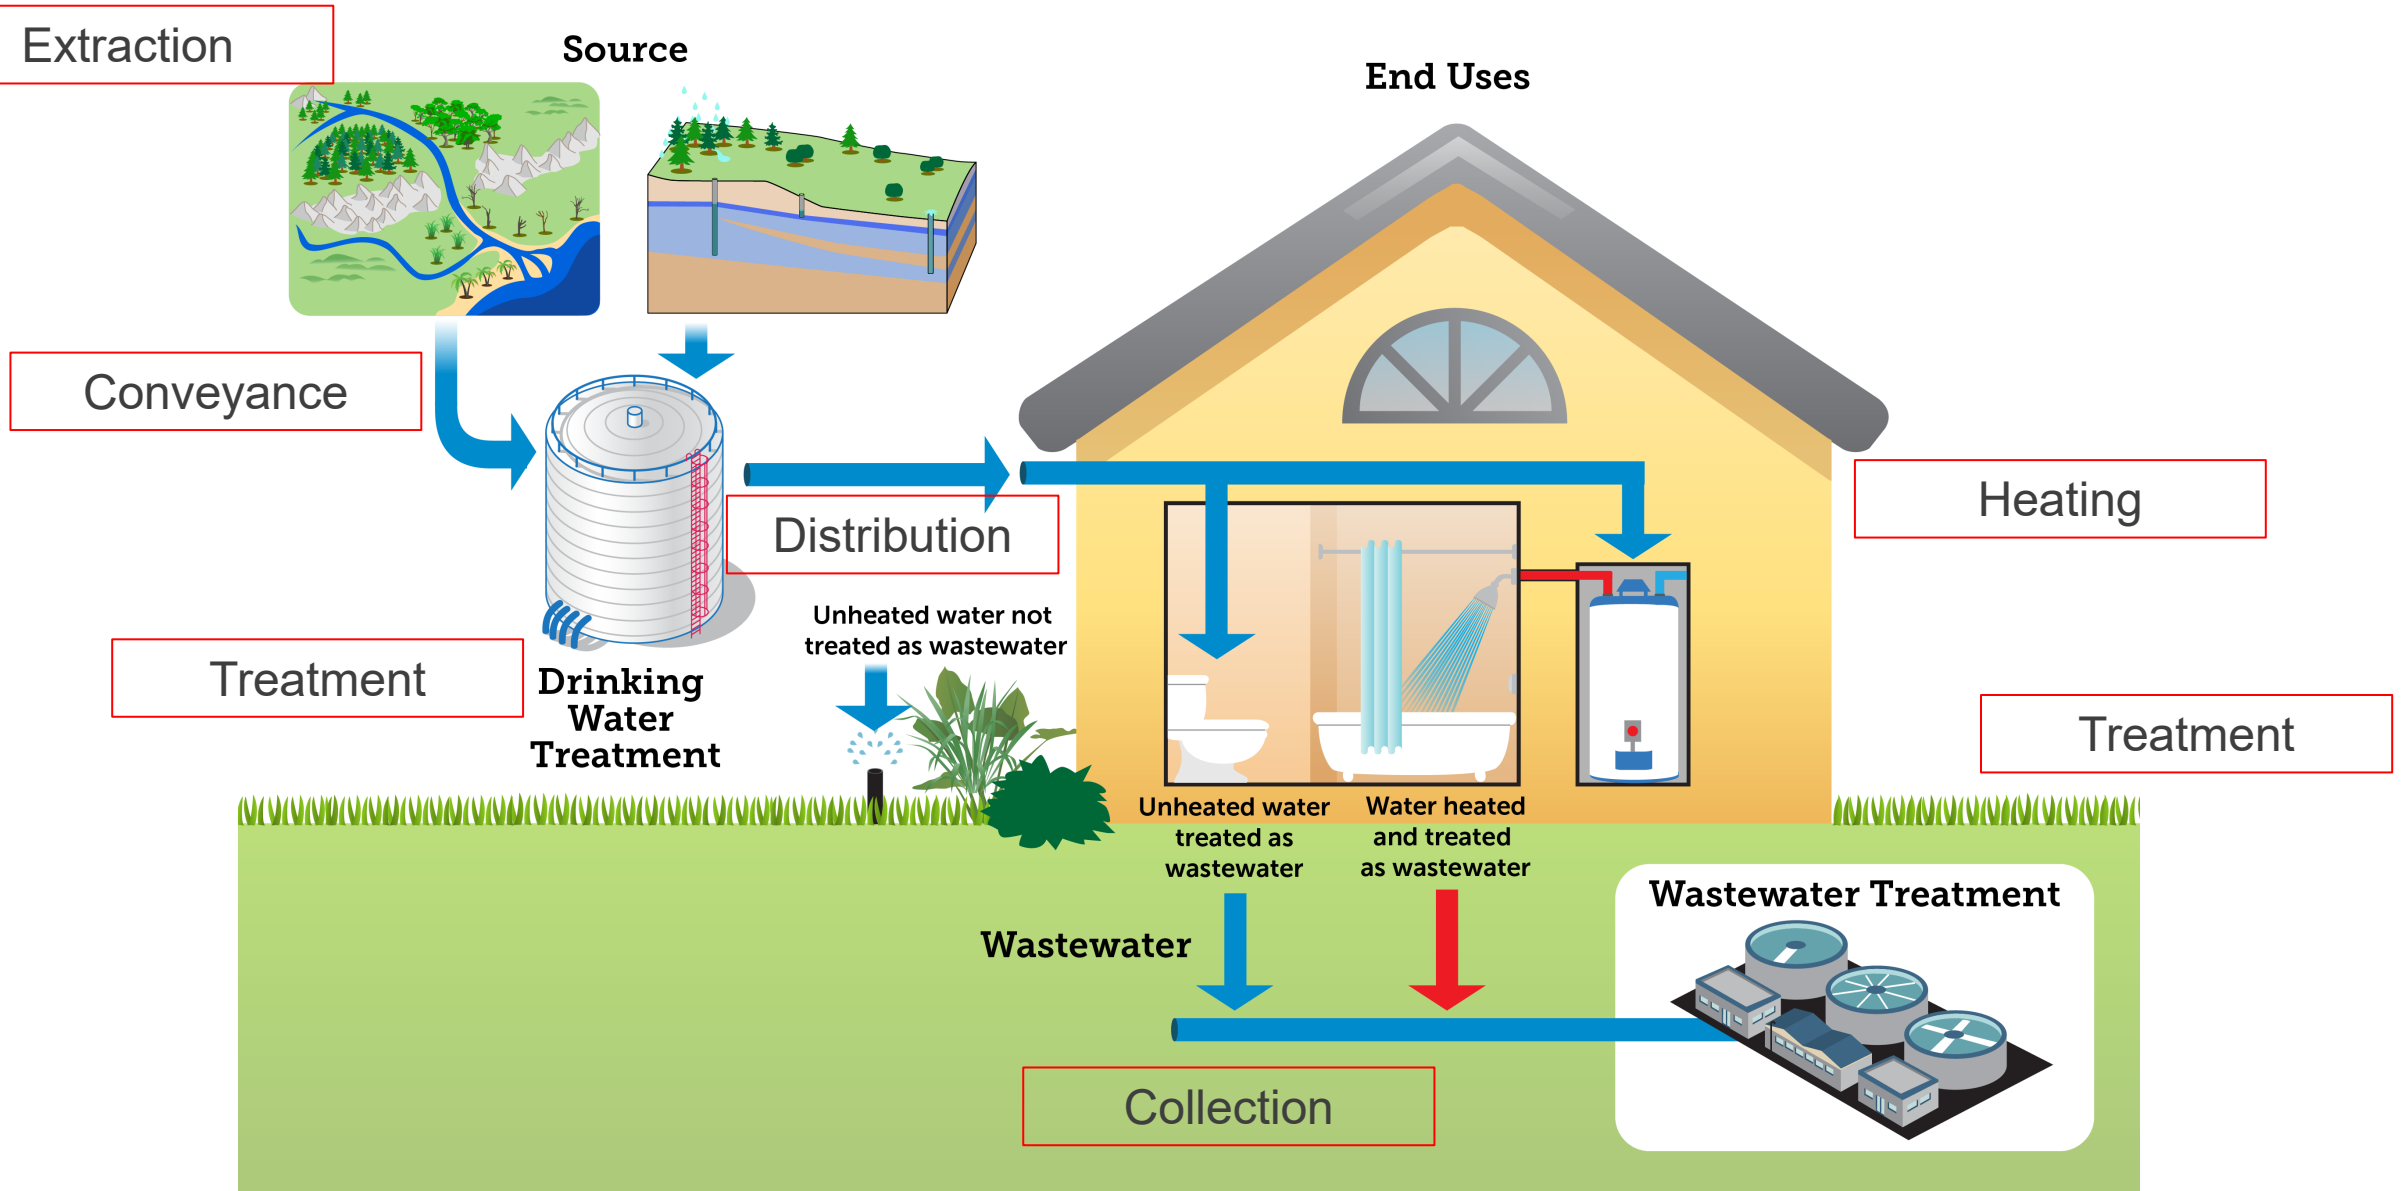 Extraction
Source
End Uses
Conveyance
Distribution
Heating
Unheated water not
treated as wastewater
Treatment
Drinking
Water
Treatment
Treatment
Unheated water
treated as
wastewater
Water heated
and treated
as wastewater
Wastewater Treatment
Wastewater
Collection